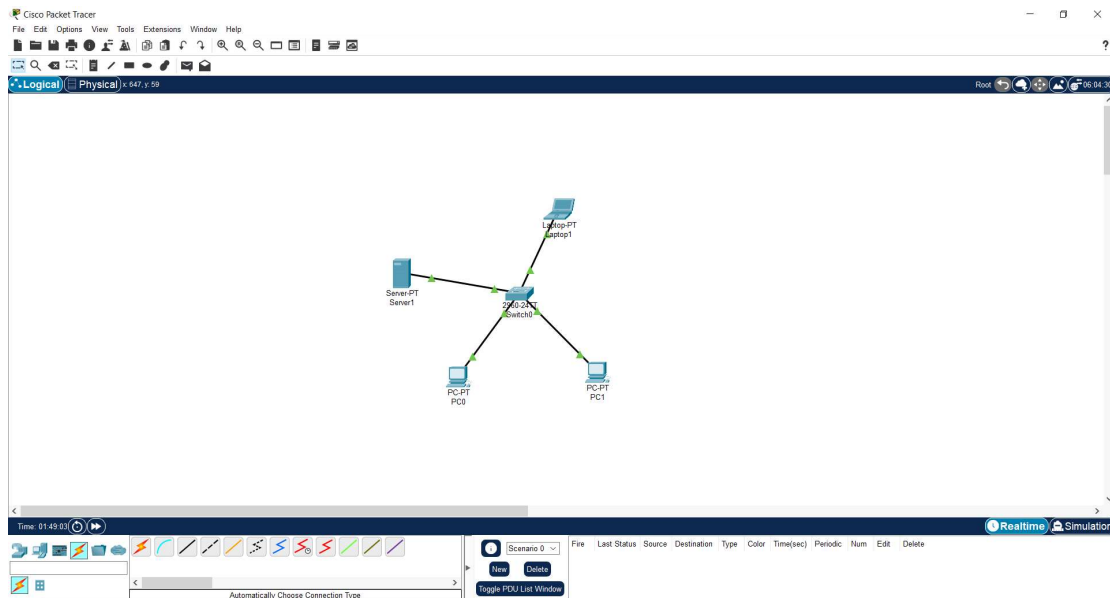 Cisco Packet Tracer
File Edit Options View Tools Extensions Window Help
?
Logical Physical x: 647, y: 59 Root 06:04:30
Laptop-PT
Laptop1
Server-PT
Server1
2960-24TT
Switch0
PC-PT
PC0
PC-PT
PC1
Time: 01:49:03 Realtime Simulation
Scenario 0 Fire Last Status Source Destination Type Color Time(sec) Periodic Num Edit Delete
New Delete
Toggle PDU List Window
Automatically Choose Connection Type